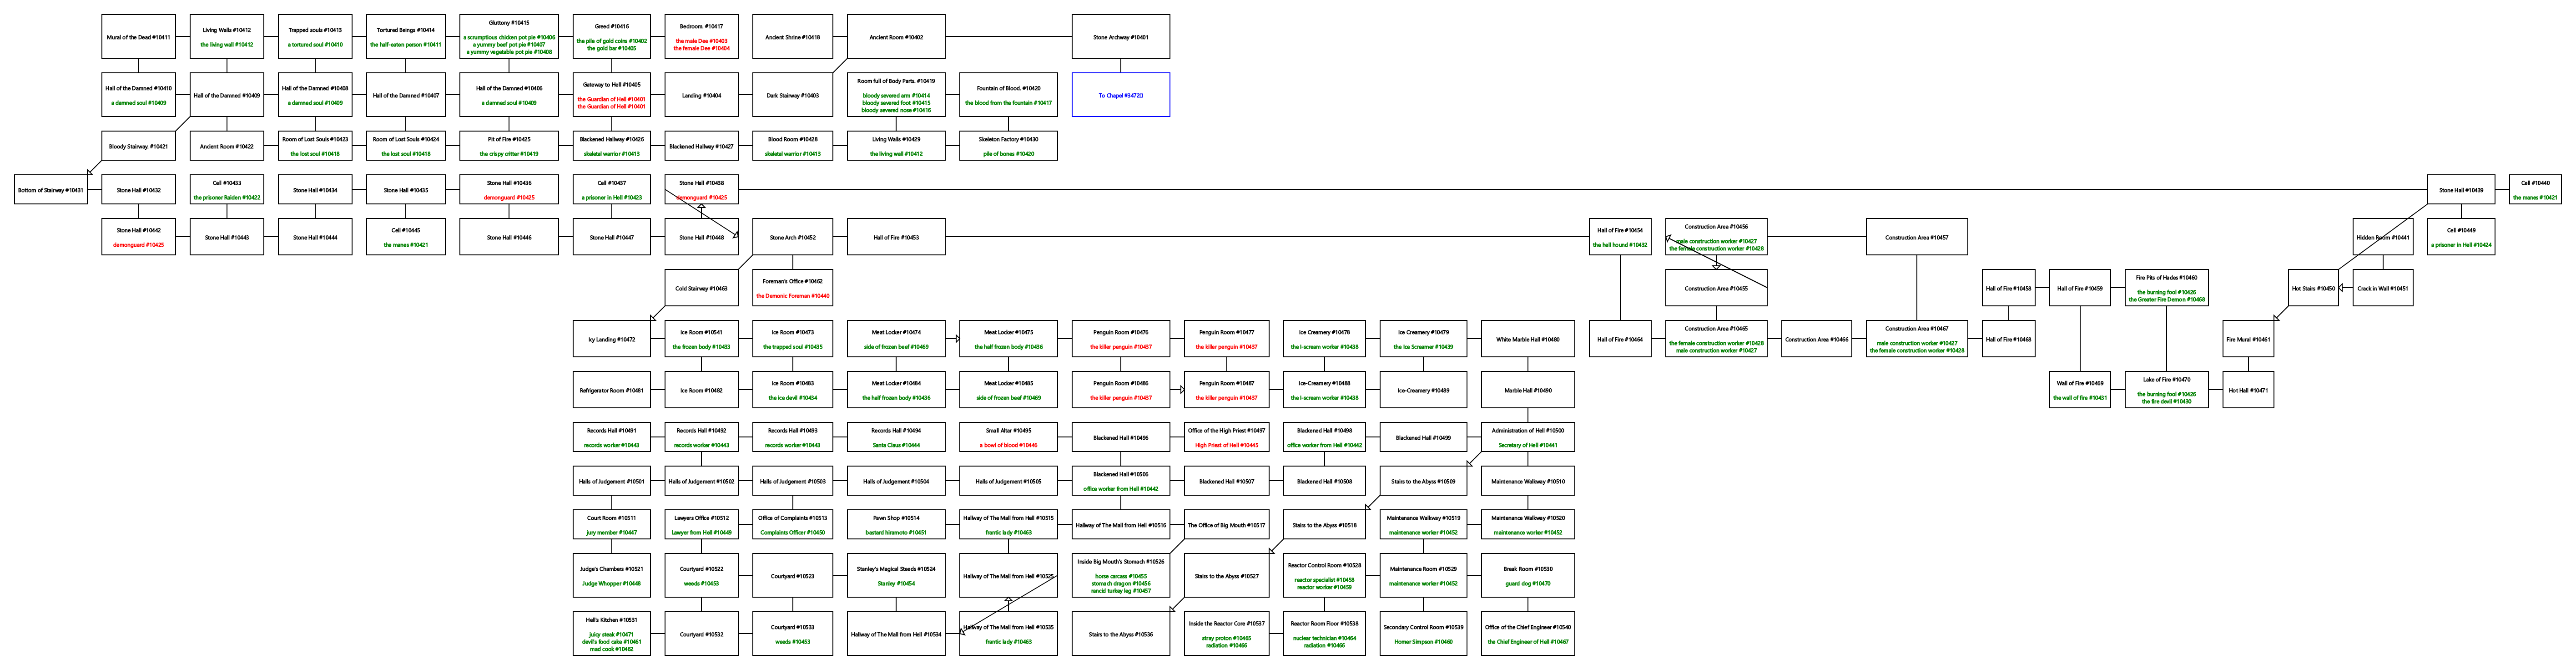 Mural of the Dead #10411
Living Walls #10412
the living wall #10412
Trapped souls #10413
a tortured soul #10410
Tortured Beings #10414
the half-eaten person #10411
Gluttony #10415
a scrumptious chicken pot pie #10406
a yummy beef pot pie #10407
a yummy vegetable pot pie #10408
Greed #10416
the pile of gold coins #10402
the gold bar #10405
Bedroom. #10417
the male Dea #10403
the female Dea #10404
Ancient Shrine #10418
Ancient Room #10402
Stone Archway #10401
Hall of the Damned #10410
a damned soul #10409
Hall of the Damned #10409
Hall of the Damned #10408
a damned soul #10409
Hall of the Damned #10407
Hall of the Damned #10406
a damned soul #10409
Gateway to Hell #10405
the Guardian of Hell #10401
the Guardian of Hell #10401
Landing #10404
Dark Stairway #10403
Room full of Body Parts. #10419
bloody severed arm #10414
bloody severed foot #10415
bloody severed nose #10416
Fountain of Blood. #10420
the blood from the fountain #10417
To Chapel #3472
Bloody Stairway. #10421
Ancient Room #10422
Room of Lost Souls #10423
the lost soul #10418
Room of Lost Souls #10424
the lost soul #10418
Pit of Fire #10425
the crispy critter #10419
Blackened Hallway #10426
skeletal warrior #10413
Blackened Hallway #10427
Blood Room #10428
skeletal warrior #10413
Living Walls #10429
the living wall #10412
Skeleton Factory #10430
pile of bones #10420
Bottom of Stairway #10431
Stone Hall #10432
Cell #10433
the prisoner Raiden #10422
Stone Hall #10434
Stone Hall #10435
Stone Hall #10436
demonguard #10425
Cell #10437
a prisoner in Hell #10423
Stone Hall #10438
demonguard #10425
Stone Hall #10439
Cell #10440
the manes #10421
Stone Hall #10442
demonguard #10425
Stone Hall #10443
Stone Hall #10444
Cell #10445
the manes #10421
Stone Hall #10446
Stone Hall #10447
Stone Hall #10448
Stone Arch #10452
Hall of Fire #10453
Hall of Fire #10454
the hell hound #10432
Construction Area #10456
male construction worker #10427
the female construction worker #10428
Construction Area #10457
Hidden Room #10441
Cell #10449
a prisoner in Hell #10424
Cold Stairway #10463
Foreman's Office #10462
the Demonic Foreman #10440
Construction Area #10455
Hall of Fire #10458
Hall of Fire #10459
Fire Pits of Hades #10460
the burning fool #10426
the Greater Fire Demon #10468
Hot Stairs #10450
Crack in Wall #10451
Icy Landing #10472
Ice Room #10541
the frozen body #10433
Ice Room #10473
the trapped soul #10435
Meat Locker #10474
side of frozen beef #10469
Meat Locker #10475
the half frozen body #10436
Penguin Room #10476
the killer penguin #10437
Penguin Room #10477
the killer penguin #10437
Ice Creamery #10478
the I-scream worker #10438
Ice Creamery #10479
the Ice Screamer #10439
White Marble Hall #10480
Hall of Fire #10464
Construction Area #10465
the female construction worker #10428
male construction worker #10427
Construction Area #10466
Construction Area #10467
male construction worker #10427
the female construction worker #10428
Hall of Fire #10468
Fire Mural #10461
Refrigerator Room #10481
Ice Room #10482
Ice Room #10483
the ice devil #10434
Meat Locker #10484
the half frozen body #10436
Meat Locker #10485
side of frozen beef #10469
Penguin Room #10486
the killer penguin #10437
Penguin Room #10487
the killer penguin #10437
Ice-Creamery #10488
the I-scream worker #10438
Ice-Creamery #10489
Marble Hall #10490
Wall of Fire #10469
the wall of fire #10431
Lake of Fire #10470
the burning fool #10426
the fire devil #10430
Hot Hall #10471
Records Hall #10491
records worker #10443
Records Hall #10492
records worker #10443
Records Hall #10493
records worker #10443
Records Hall #10494
Santa Claus #10444
Small Altar #10495
a bowl of blood #10446
Blackened Hall #10496
Office of the High Priest #10497
High Priest of Hell #10445
Blackened Hall #10498
office worker from Hell #10442
Blackened Hall #10499
Administration of Hell #10500
Secretary of Hell #10441
Halls of Judgement #10501
Halls of Judgement #10502
Halls of Judgement #10503
Halls of Judgement #10504
Halls of Judgement #10505
Blackened Hall #10506
office worker from Hell #10442
Blackened Hall #10507
Blackened Hall #10508
Stairs to the Abyss #10509
Maintenance Walkway #10510
Court Room #10511
jury member #10447
Lawyers Office #10512
Lawyer from Hell #10449
Office of Complaints #10513
Complaints Officer #10450
Pawn Shop #10514
bastard hiramoto #10451
Hallway of The Mall from Hell #10515
frantic lady #10463
Hallway of The Mall from Hell #10516
The Office of Big Mouth #10517
Stairs to the Abyss #10518
Maintenance Walkway #10519
maintenance worker #10452
Maintenance Walkway #10520
maintenance worker #10452
Judge's Chambers #10521
Judge Whopper #10448
Courtyard #10522
weeds #10453
Courtyard #10523
Stanley's Magical Steeds #10524
Stanley #10454
Hallway of The Mall from Hell #10525
Inside Big Mouth's Stomach #10526
horse carcass #10455
stomach dragon #10456
rancid turkey leg #10457
Stairs to the Abyss #10527
Reactor Control Room #10528
reactor specialist #10458
reactor worker #10459
Maintenance Room #10529
maintenance worker #10452
Break Room #10530
guard dog #10470
Hell's Kitchen #10531
juicy steak #10471
devil's food cake #10461
mad cook #10462
Courtyard #10532
Courtyard #10533
weeds #10453
Hallway of The Mall from Hell #10534
Hallway of The Mall from Hell #10535
frantic lady #10463
Stairs to the Abyss #10536
Inside the Reactor Core #10537
stray proton #10465
radiation #10466
Reactor Room Floor #10538
nuclear technician #10464
radiation #10466
Secondary Control Room #10539
Homer Simpson #10460
Office of the Chief Engineer #10540
the Chief Engineer of Hell #10467